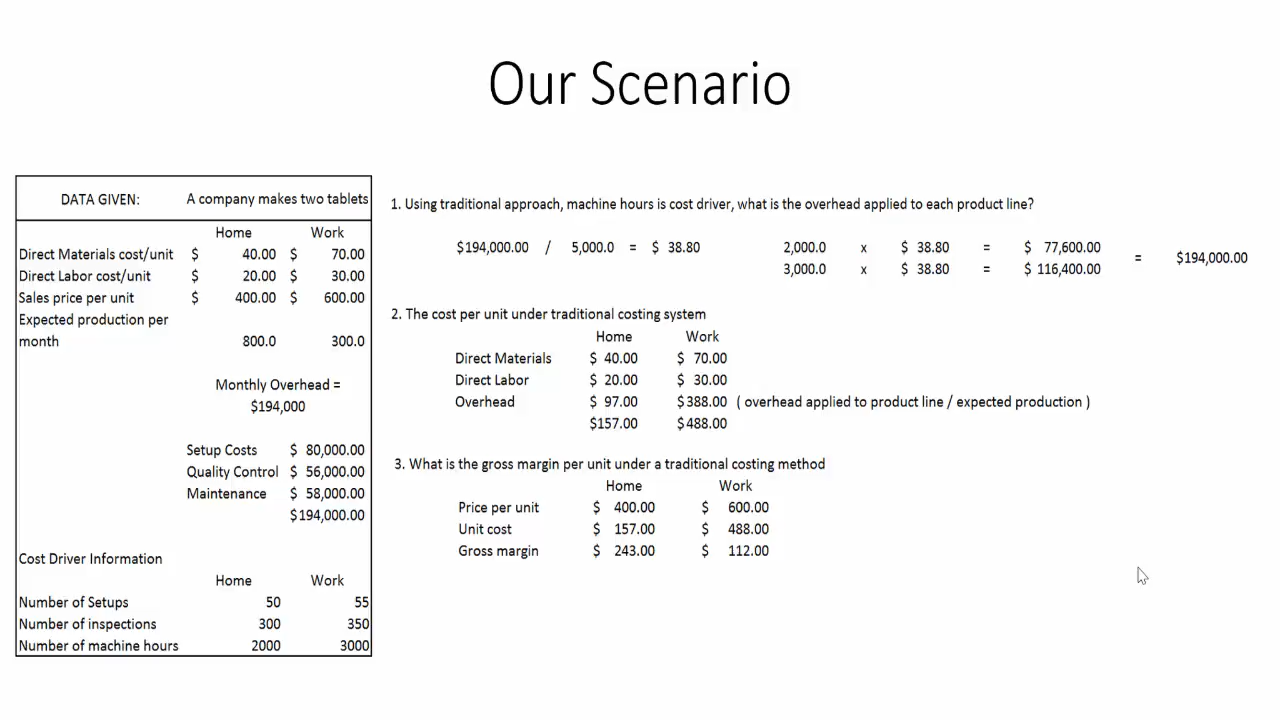 Our Scenario
DATA GIVEN: A company makes two tablets
Home Work
Direct Materials cost/unit $ 40.00 $ 70.00
Direct Labor cost/unit $ 20.00 $ 30.00
Sales price per unit $ 400.00 $ 600.00
Expected production per
month 800.0 300.0
Monthly Overhead =
$194,000
Setup Costs $ 80,000.00
Quality Control $ 56,000.00
Maintenance $ 58,000.00
$194,000.00
Cost Driver Information
Home Work
Number of Setups 50 55
Number of inspections 300 350
Number of machine hours 2000 3000
1. Using traditional approach, machine hours is cost driver, what is the overhead applied to each product line?
$194,000.00 / 5,000.0 = $ 38.80 2,000.0 x $ 38.80 = $ 77,600.00
= $194,000.00
3,000.0 x $ 38.80 = $ 116,400.00
2. The cost per unit under traditional costing system
Home Work
Direct Materials $ 40.00 $ 70.00
Direct Labor $ 20.00 $ 30.00
Overhead $ 97.00 $388.00 ( overhead applied to product line / expected production )
$157.00 $488.00
3. What is the gross margin per unit under a traditional costing method
Home Work
Price per unit $ 400.00 $ 600.00
Unit cost $ 157.00 $ 488.00
Gross margin $ 243.00 $ 112.00